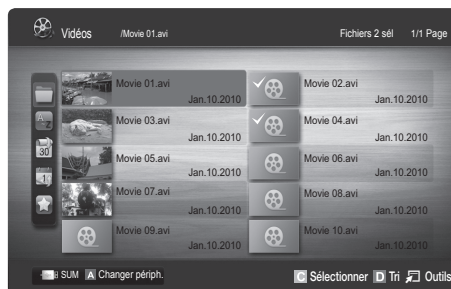 Vidéos /Movie 01.avi Fichiers 2 sél 1/1 Page
Movie 01.avi
Jan.10.2010
Movie 02.avi
Jan.10.2010
Movie 03.avi
Jan.10.2010
Movie 04.avi
Jan.10.2010
Movie 05.avi
Jan.10.2010
Movie 06.avi
Jan.10.2010
Movie 07.avi
Jan.10.2010
Movie 08.avi
Jan.10.2010
Movie 09.avi
Jan.10.2010
Movie 10.avi
Jan.10.2010
A
Z
30
1
SUM A Changer périph. C Sélectionner D Tri Outils